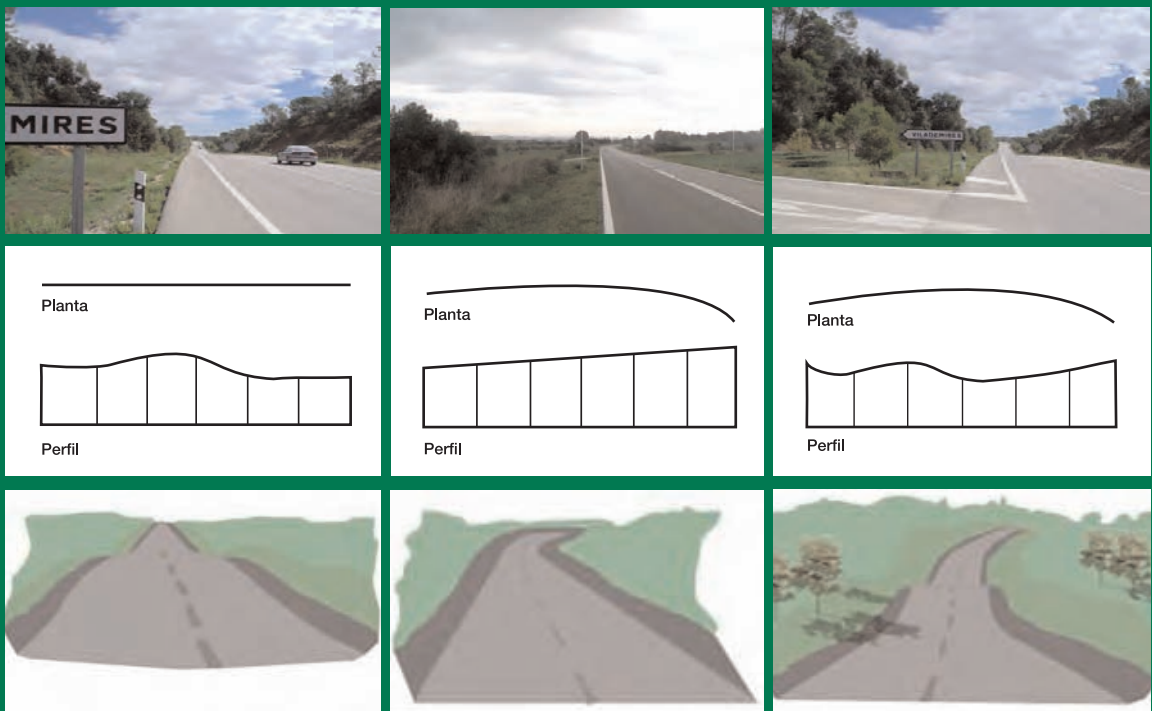 MIRES
VILADEMIRES
Planta
Perfil
Planta
Perfil
Planta
Perfil